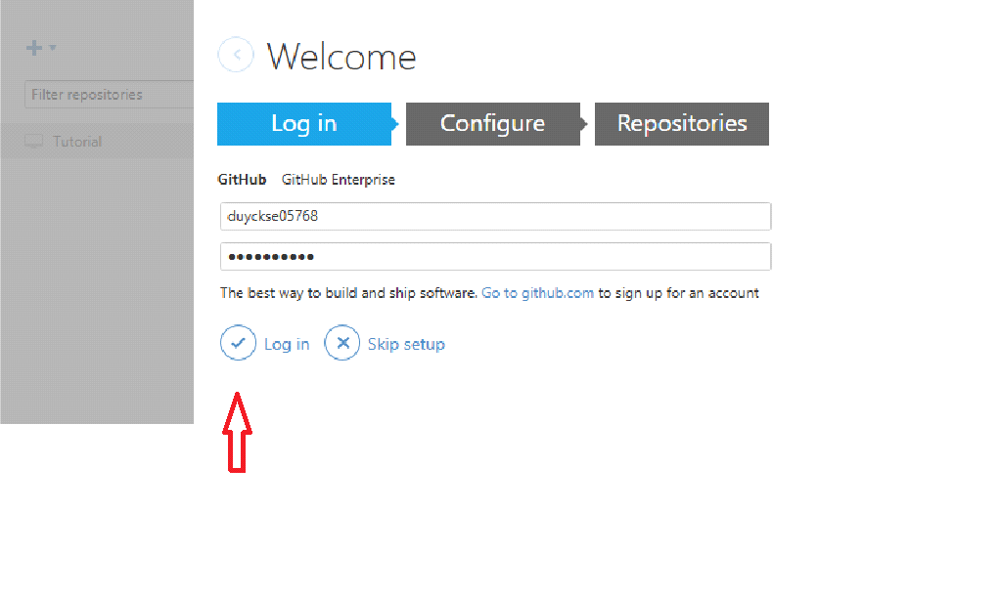 Filter repositories
Tutorial
Welcome
Log in Configure Repositories
GitHub GitHub Enterprise
duyckse05768
••••••••••
The best way to build and ship software. Go to github.com to sign up for an account
Log in Skip setup